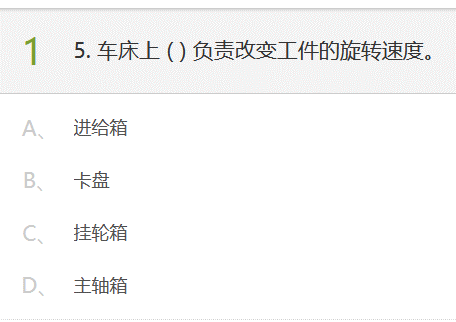 1 5. 车床上 ( ) 负责改变工件的旋转速度。
A、 进给箱
B、 卡盘
C、 挂轮箱
D、 主轴箱